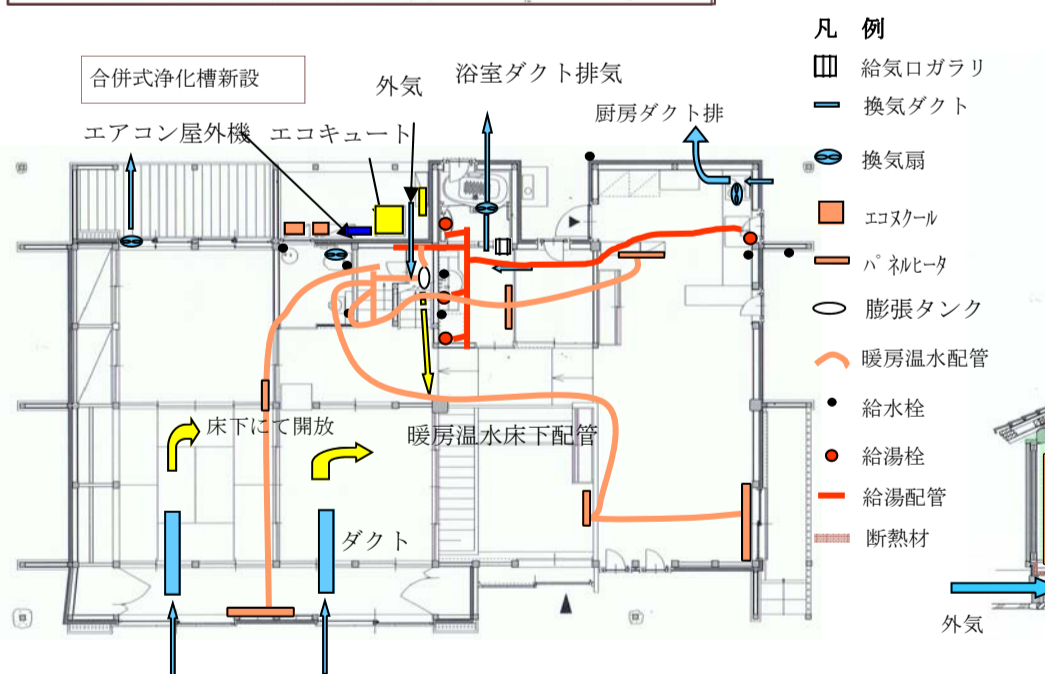 合併式浄化槽新設
外気
浴室ダクト排気
厨房ダクト排
エアコン屋外機
エコキュート
床下にて開放
暖房温水床下配管
ダクト
凡 例
給気口ガラリ
換気ダクト
換気扇
エコヌクール
パネルヒータ
膨張タンク
暖房温水配管
給水栓
給湯栓
給湯配管
断熱材
外気